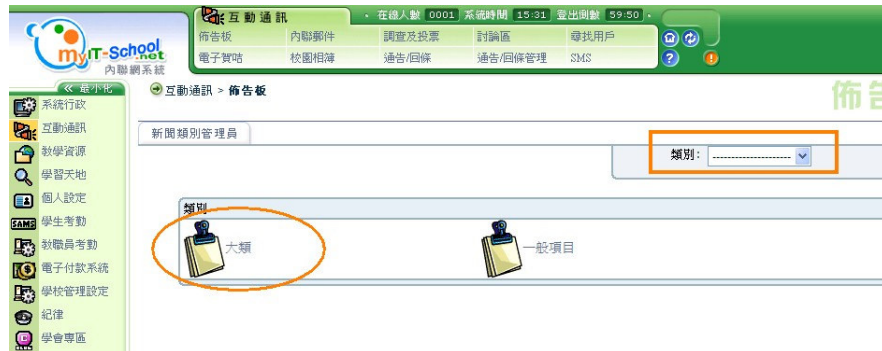 互動通訊
· 在線人數 0001 系統時間 15:31 登出倒數 59:50 ·
佈告板 內聯郵件 調查及投票 討論區 尋找用戶
電子賀咭 校園相簿 通告/回條 通告/回條管理 SMS
myIT-School.net
內聯網系統
≪ 最小化
互動通訊 > 佈告板
佈告
系統行政
互動通訊
教學資源
學習天地
個人設定
SAMS 學生考勤
教職員考勤
電子付款系統
學校管理設定
紀律
學會專區
新聞類別管理員
類別: ---------------------
類別
大類
一般項目